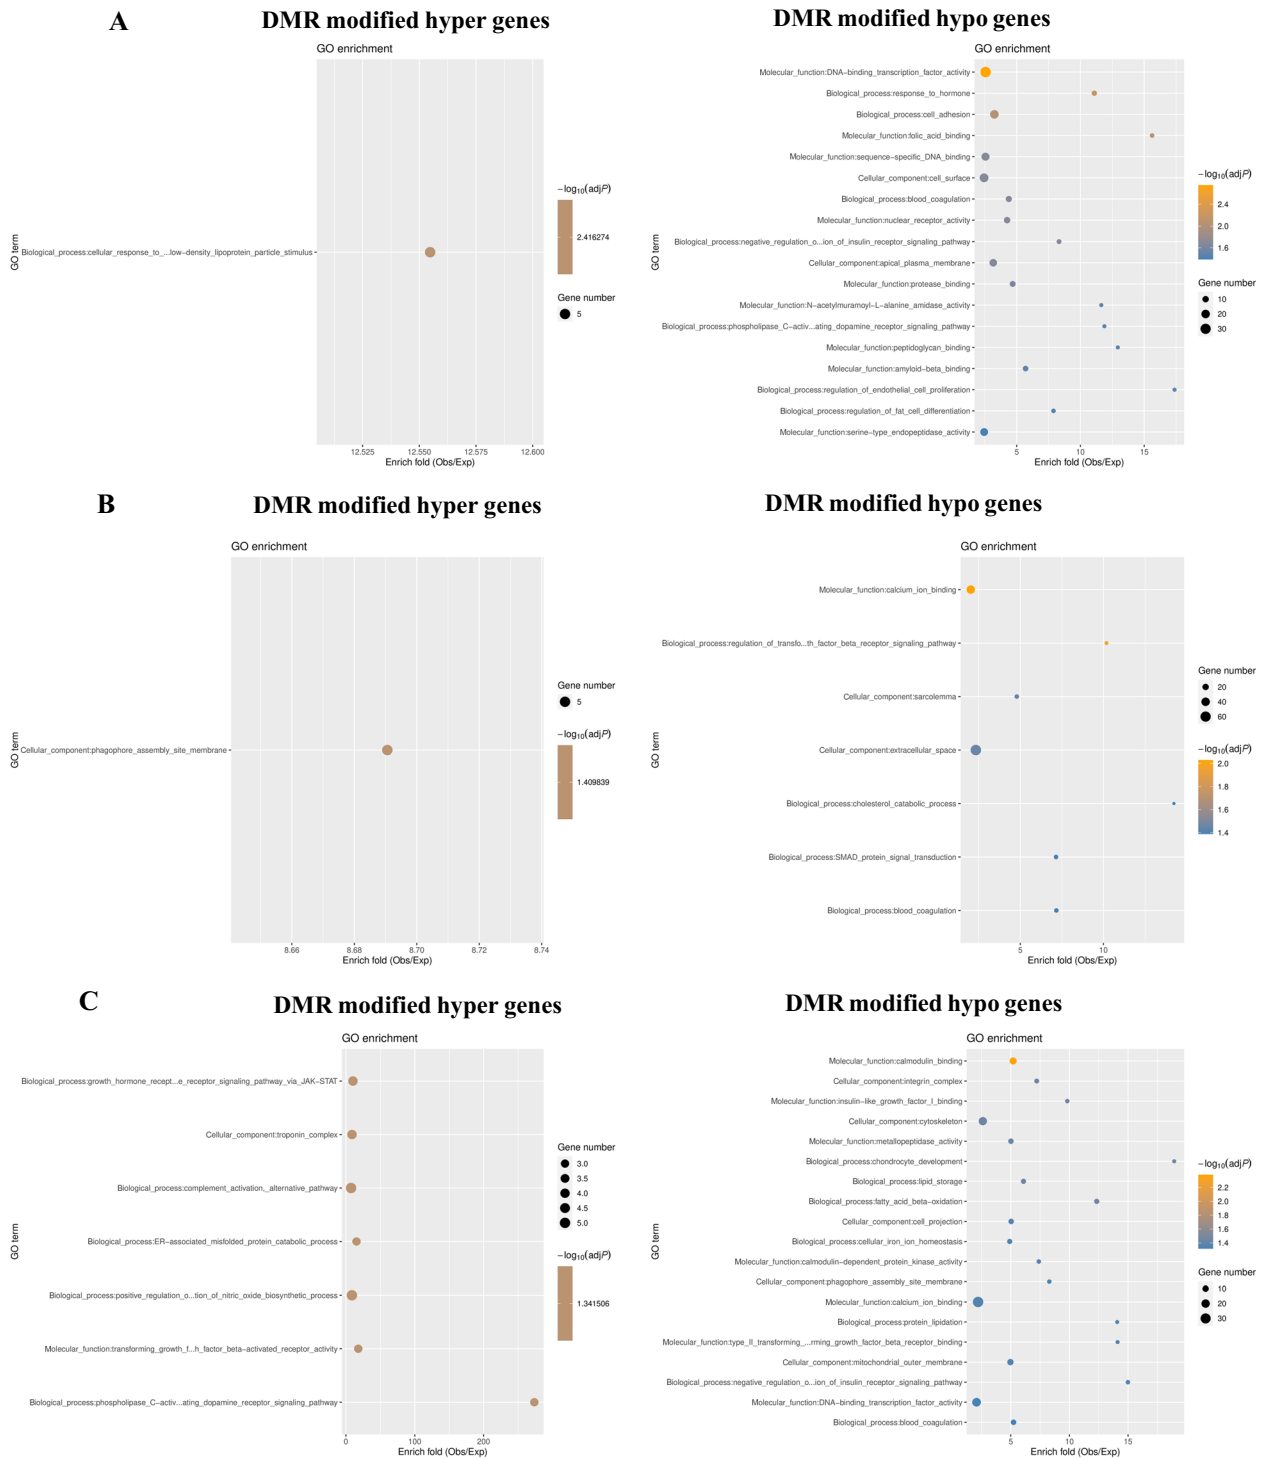 A
DMR modified hyper genes
GO enrichment
GO term
Biological_process:cellular_response_to_...low-density_lipoprotein_particle_stimulus
12.525 12.550 12.575 12.600
Enrich fold (Obs/Exp)
−log10(adjP)
2.416274
Gene number
5
DMR modified hypo genes
GO enrichment
GO term
Molecular_function:DNA-binding_transcription_factor_activity
Biological_process:response_to_hormone
Biological_process:cell_adhesion
Molecular_function:folic_acid_binding
Molecular_function:sequence-specific_DNA_binding
Cellular_component:cell_surface
Biological_process:blood_coagulation
Molecular_function:nuclear_receptor_activity
Biological_process:negative_regulation_o...ion_of_insulin_receptor_signaling_pathway
Cellular_component:apical_plasma_membrane
Molecular_function:protease_binding
Molecular_function:N-acetylmuramoyl-L-alanine_amidase_activity
Biological_process:phospholipase_C-activ...ating_dopamine_receptor_signaling_pathway
Molecular_function:peptidoglycan_binding
Molecular_function:amyloid-beta_binding
Biological_process:regulation_of_endothelial_cell_proliferation
Biological_process:regulation_of_fat_cell_differentiation
Molecular_function:serine-type_endopeptidase_activity
5 10 15
Enrich fold (Obs/Exp)
−log10(adjP)
2.4
2.0
1.6
Gene number
10
20
30
B
DMR modified hyper genes
GO enrichment
GO term
Cellular_component:phagophore_assembly_site_membrane
8.66 8.68 8.70 8.72 8.74
Enrich fold (Obs/Exp)
Gene number
5
−log10(adjP)
1.409839
DMR modified hypo genes
GO enrichment
GO term
Molecular_function:calcium_ion_binding
Biological_process:regulation_of_transfo...th_factor_beta_receptor_signaling_pathway
Cellular_component:sarcolemma
Cellular_component:extracellular_space
Biological_process:cholesterol_catabolic_process
Biological_process:SMAD_protein_signal_transduction
Biological_process:blood_coagulation
5 10
Enrich fold (Obs/Exp)
Gene number
20
40
60
−log10(adjP)
2.0
1.8
1.6
1.4
C
DMR modified hyper genes
GO enrichment
GO term
Biological_process:growth_hormone_recept...e_receptor_signaling_pathway_via_JAK-STAT
Cellular_component:troponin_complex
Biological_process:complement_activation,_alternative_pathway
Biological_process:ER-associated_misfolded_protein_catabolic_process
Biological_process:positive_regulation_o...tion_of_nitric_oxide_biosynthetic_process
Molecular_function:transforming_growth_f...h_factor_beta-activated_receptor_activity
Biological_process:phospholipase_C-activ...ating_dopamine_receptor_signaling_pathway
0 100 200
Enrich fold (Obs/Exp)
Gene number
3.0
3.5
4.0
4.5
5.0
−log10(adjP)
1.341506
DMR modified hypo genes
GO enrichment
GO term
Molecular_function:calmodulin_binding
Cellular_component:integrin_complex
Molecular_function:insulin-like_growth_factor_I_binding
Cellular_component:cytoskeleton
Molecular_function:metallopeptidase_activity
Biological_process:chondrocyte_development
Biological_process:lipid_storage
Biological_process:fatty_acid_beta-oxidation
Cellular_component:cell_projection
Biological_process:cellular_iron_ion_homeostasis
Molecular_function:calmodulin-dependent_protein_kinase_activity
Cellular_component:phagophore_assembly_site_membrane
Molecular_function:calcium_ion_binding
Biological_process:protein_lipidation
Molecular_function:type_II_transforming_...rming_growth_factor_beta_receptor_binding
Cellular_component:mitochondrial_outer_membrane
Biological_process:negative_regulation_o...ion_of_insulin_receptor_signaling_pathway
Molecular_function:DNA-binding_transcription_factor_activity
Biological_process:blood_coagulation
5 10 15
Enrich fold (Obs/Exp)
−log10(adjP)
2.2
2.0
1.8
1.6
1.4
Gene number
10
20
30